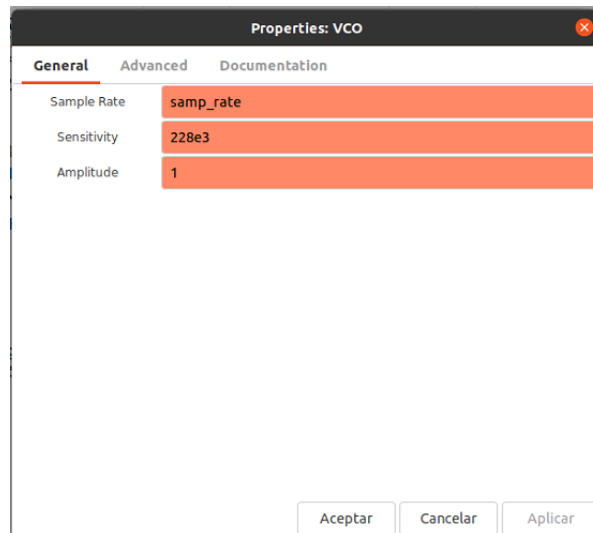 Properties: VCO
General Advanced Documentation
Sample Rate samp_rate
Sensitivity 228e3
Amplitude 1
Aceptar Cancelar Aplicar